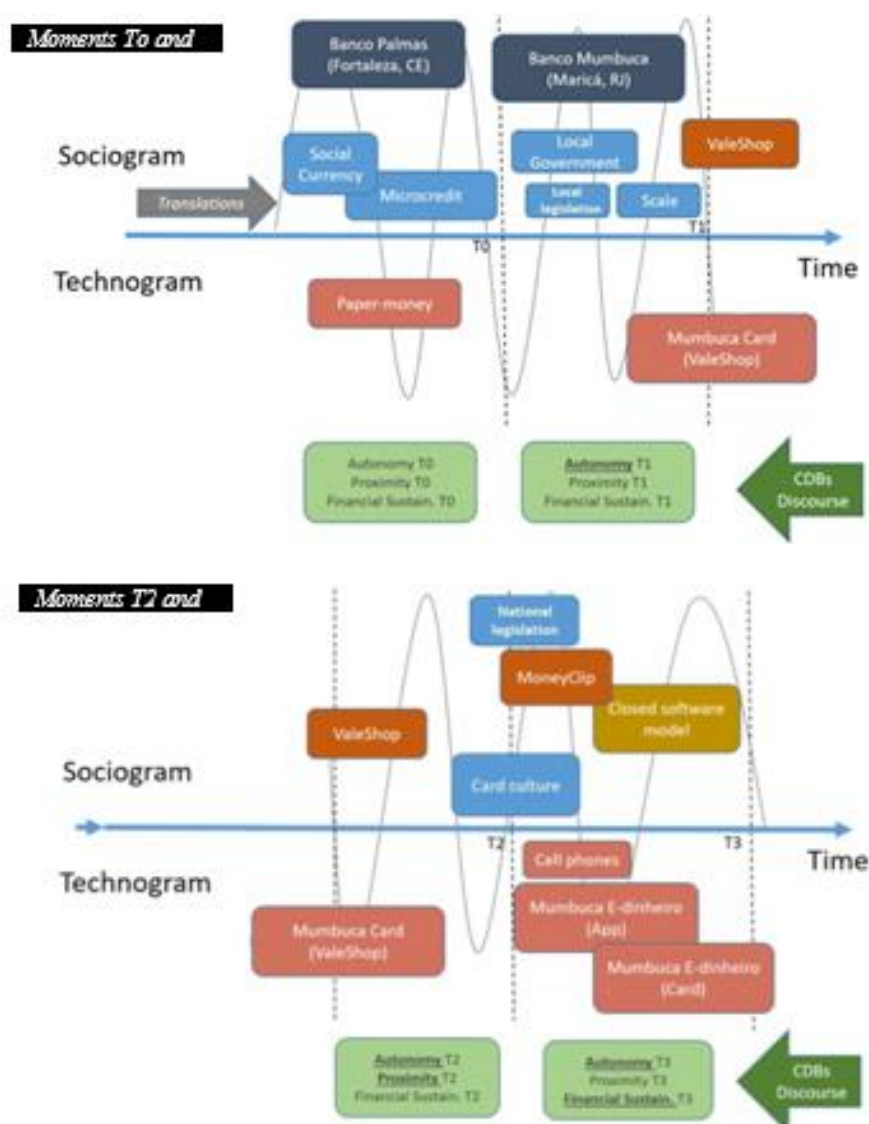 Moments To and
Banco Palmas
(Fortaleza, CE)
Banco Mumbuca
(Maricá, RJ)
Sociogram
Social
Currency
Local
Government
ValeShop
Translations
Microcredit
Local
legislation
Scale
T0
T1
Technogram
Time
Paper-money
Mumbuca Card
(ValeShop)
Autonomy T0
Proximity T0
Financial Sustain. T0
Autonomy T1
Proximity T1
Financial Sustain. T1
CDBs
Discourse
Moments T2 and
National
legislation
MoneyClip
ValeShop
Closed software
model
Sociogram
Card culture
T2
T3
Technogram
Time
Cell phones
Mumbuca Card
(ValeShop)
Mumbuca E-dinheiro
(App)
Mumbuca E-dinheiro
(Card)
Autonomy T2
Proximity T2
Financial Sustain. T2
Autonomy T3
Proximity T3
Financial Sustain. T3
CDBs
Discourse